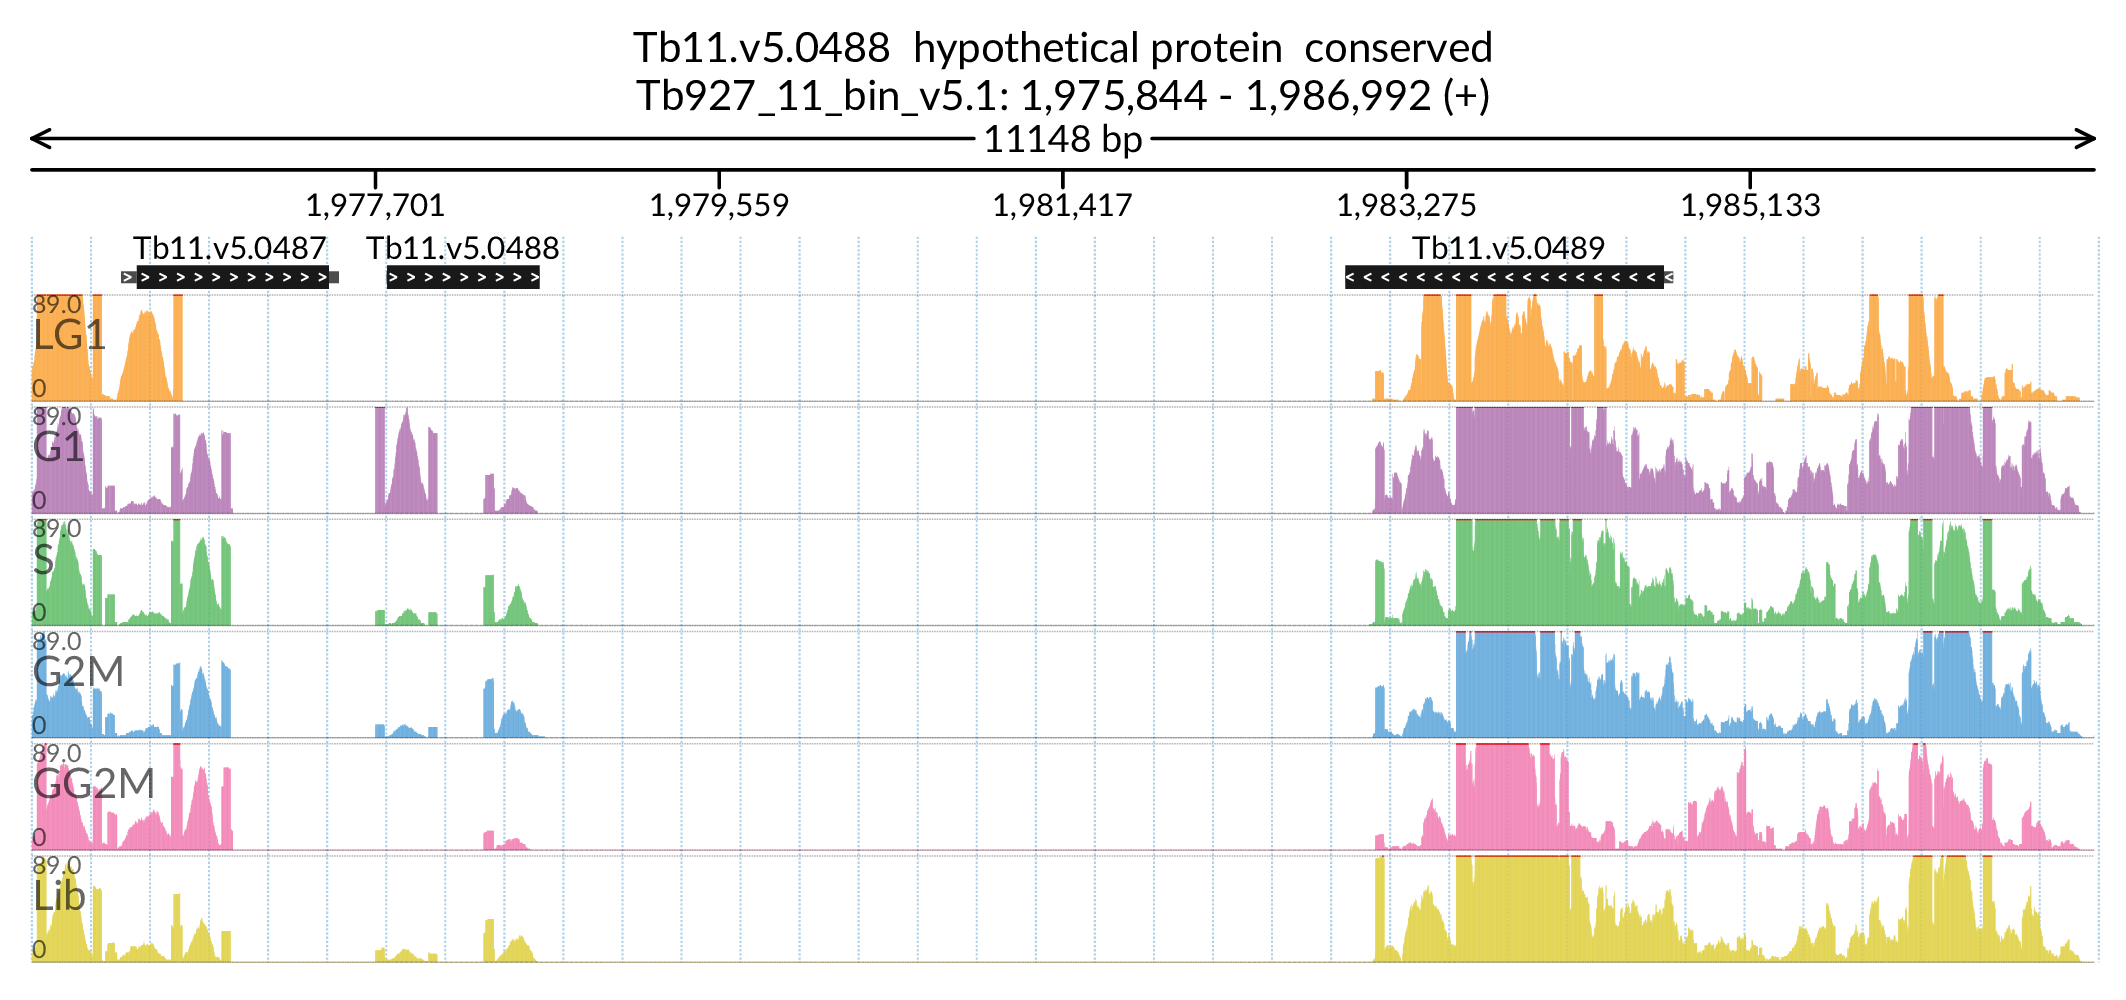 Tb11.v5.0488 hypothetical protein conserved
Tb927_11_bin_v5.1: 1,975,844 - 1,986,992 (+)
11148 bp
1,977,701 1,979,559 1,981,417 1,983,275 1,985,133
Tb11.v5.0487 Tb11.v5.0488 Tb11.v5.0489
89.0
LG1
0
89.0
G1
0
89.0
S
0
89.0
G2M
0
89.0
GG2M
0
89.0
Lib
0